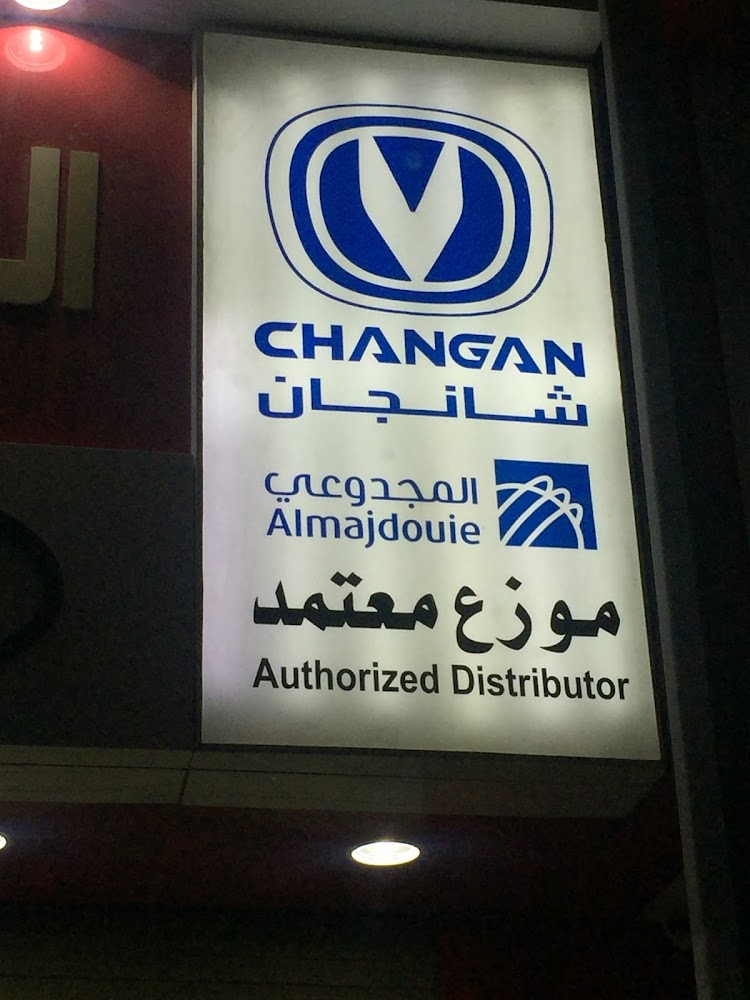 CHANGAN
شانجان
المجدوعي
Almajdouie
موزع معتمد
Authorized Distributor